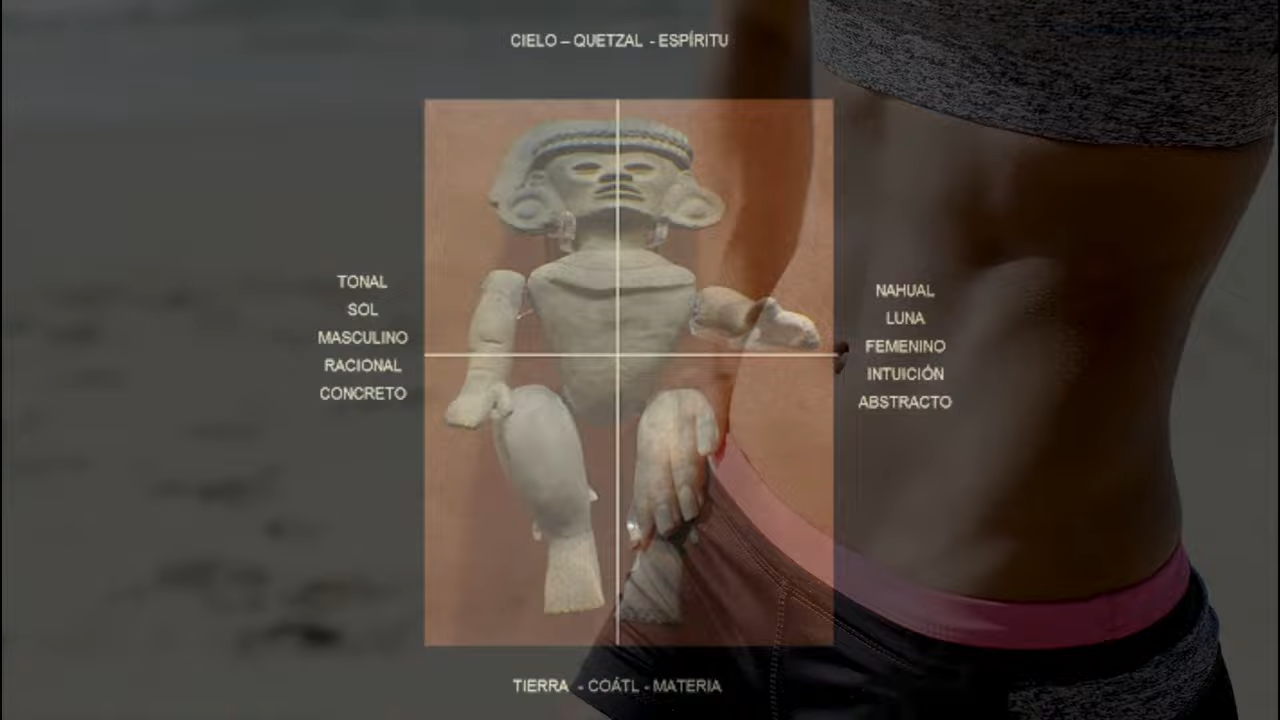 CIELO – QUETZAL - ESPÍRITU
TONAL
SOL
MASCULINO
RACIONAL
CONCRETO
NAHUAL
LUNA
FEMENINO
INTUICIÓN
ABSTRACTO
TIERRA - COÁTL - MATERIA